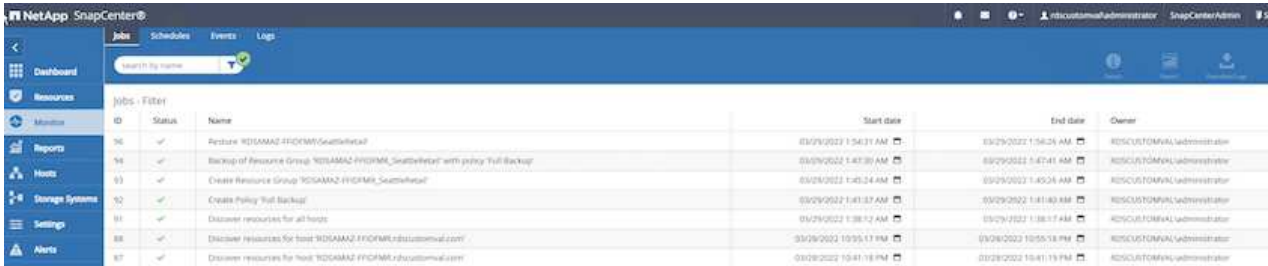 NetApp SnapCenter®
rdscustomval\administrator SnapCenterAdmin
Jobs Schedules Events Logs
search by name
Dashboard
Resources
Monitor
Reports
Hosts
Storage Systems
Settings
Alerts
Jobs - Filter
ID Status Name Start date End date Owner
96 Restore 'RDSAMAZ-FFIDFMR\SeattleRetail' 03/29/2022 1:54:31 AM 03/29/2022 1:56:26 AM RDSCUSTOMVAL\administrator
94 Backup of Resource Group 'RDSAMAZ-FFIDFMR_SeattleRetail' with policy 'Full Backup' 03/29/2022 1:47:30 AM 03/29/2022 1:47:41 AM RDSCUSTOMVAL\administrator
93 Create Resource Group 'RDSAMAZ-FFIDFMR_SeattleRetail' 03/29/2022 1:45:24 AM 03/29/2022 1:45:26 AM RDSCUSTOMVAL\administrator
92 Create Policy 'Full Backup' 03/29/2022 1:41:37 AM 03/29/2022 1:41:40 AM RDSCUSTOMVAL\administrator
91 Discover resources for all hosts 03/29/2022 1:38:12 AM 03/29/2022 1:38:17 AM RDSCUSTOMVAL\administrator
88 Discover resources for host 'RDSAMAZ-FFIDFMR.rdscustomval.com' 03/28/2022 10:55:17 PM 03/28/2022 10:55:18 PM RDSCUSTOMVAL\administrator
87 Discover resources for host 'RDSAMAZ-FFIDFMR.rdscustomval.com' 03/28/2022 10:41:18 PM 03/28/2022 10:41:19 PM RDSCUSTOMVAL\administrator